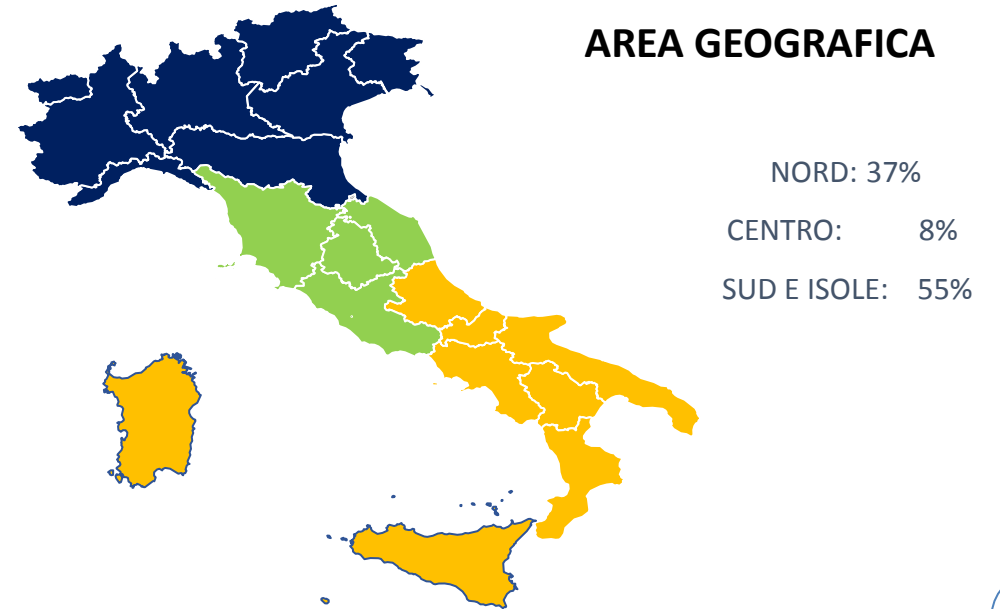 AREA GEOGRAFICA
NORD: 37%
CENTRO: 8%
SUD E ISOLE: 55%